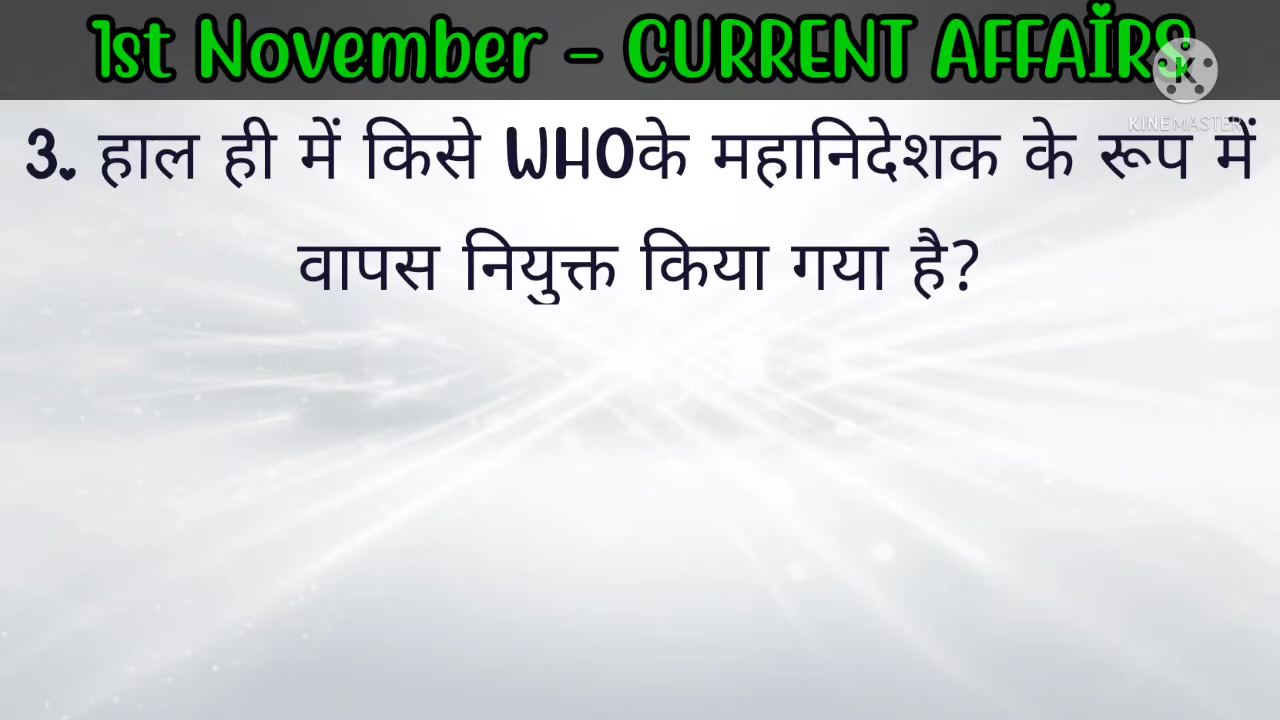 1st November - CURRENT AFFAIRS
K
KINEMASTER
3. हाल ही में किसे WHOके महानिदेशक के रूप में
वापस नियुक्त किया गया है?